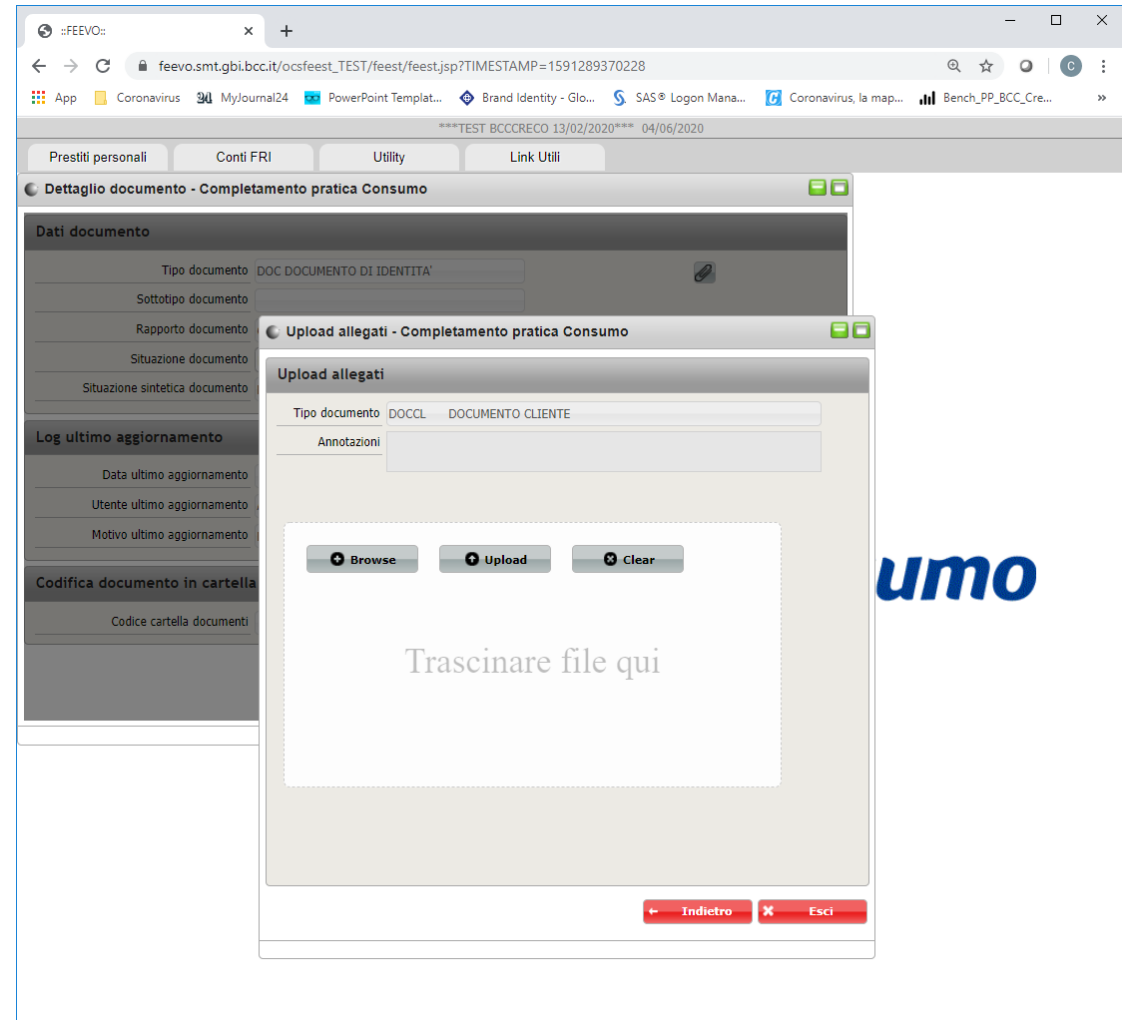 ::FEEVO::
feevo.smt.gbi.bcc.it/ocsfeest_TEST/feest/feest.jsp?TIMESTAMP=1591289370228
C
App Coronavirus MyJournal24 PowerPoint Templat... Brand Identity - Glo... SAS® Logon Mana... Coronavirus, la map... Bench_PP_BCC_Cre... »
***TEST BCCCRECO 13/02/2020*** 04/06/2020
Prestiti personali Conti FRI Utility Link Utili
Dettaglio documento - Completamento pratica Consumo
Dati documento
Tipo documento DOC DOCUMENTO DI IDENTITA'
Sottotipo documento
Rapporto documento
Situazione documento
Situazione sintetica documento
Log ultimo aggiornamento
Data ultimo aggiornamento
Utente ultimo aggiornamento
Motivo ultimo aggiornamento
Codifica documento in cartella
Codice cartella documenti
Upload allegati - Completamento pratica Consumo
Upload allegati
Tipo documento DOCCL DOCUMENTO CLIENTE
Annotazioni
Browse Upload Clear
Trascinare file qui
Indietro Esci
umo